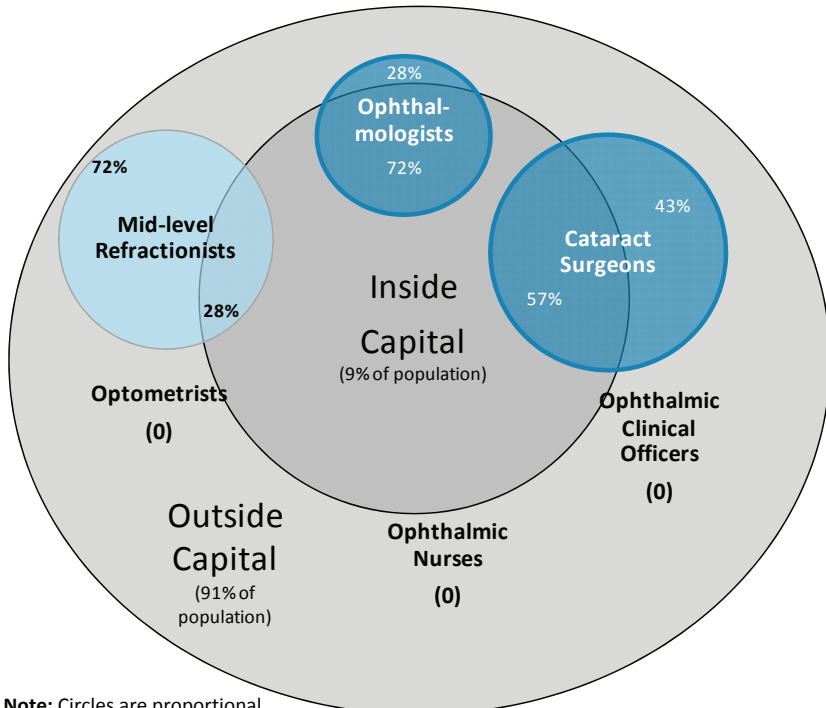 28%
Ophthal-
mologists
72%
72%
Mid-level
Refractionists
28%
43%
Cataract
Surgeons
57%
Inside
Capital
(9% of population)
Optometrists
(0)
Ophthalmic
Clinical
Officers
(0)
Outside
Capital
(91% of
population)
Ophthalmic
Nurses
(0)
Note: Circles are proportional